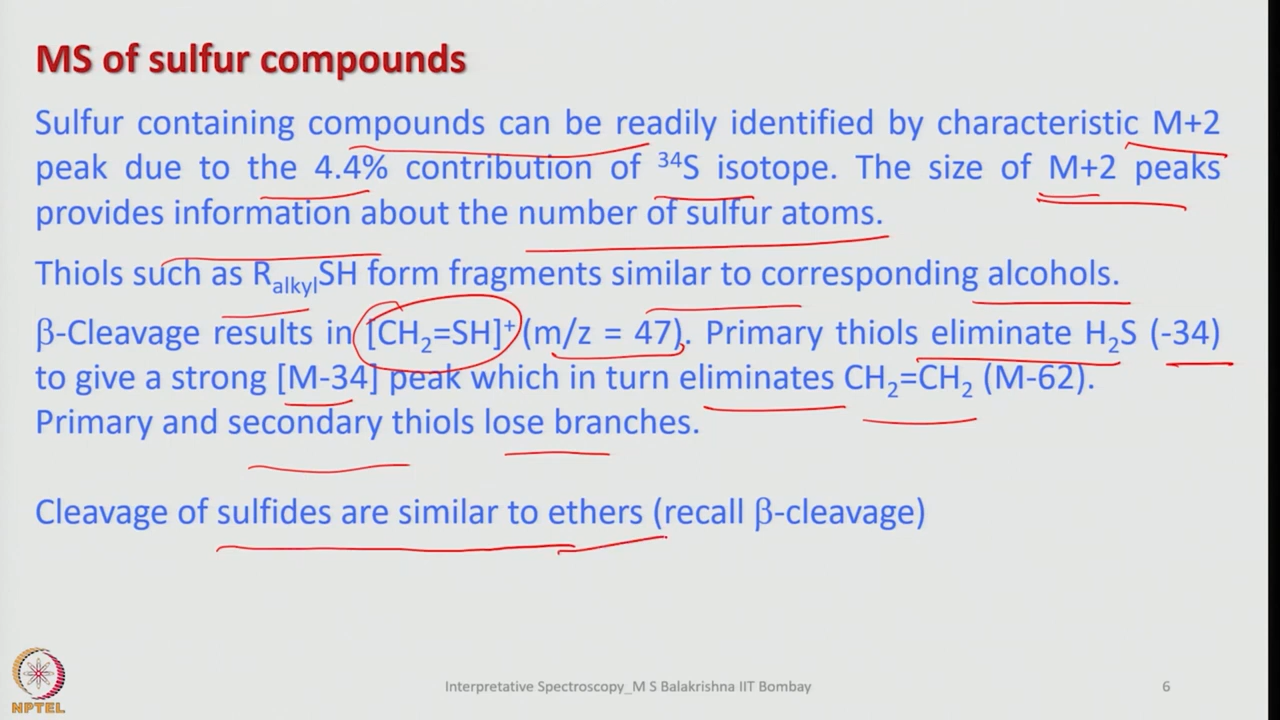 MS of sulfur compounds
Sulfur containing compounds can be readily identified by characteristic M+2
peak due to the 4.4% contribution of ³⁴S isotope. The size of M+2 peaks
provides information about the number of sulfur atoms.
Thiols such as RₐₗₖᵧₗSH form fragments similar to corresponding alcohols.
β-Cleavage results in [CH₂=SH]⁺ (m/z = 47). Primary thiols eliminate H₂S (-34)
to give a strong [M-34] peak which in turn eliminates CH₂=CH₂ (M-62).
Primary and secondary thiols lose branches.
Cleavage of sulfides are similar to ethers (recall β-cleavage)
NPTEL
Interpretative Spectroscopy_M S Balakrishna IIT Bombay
6